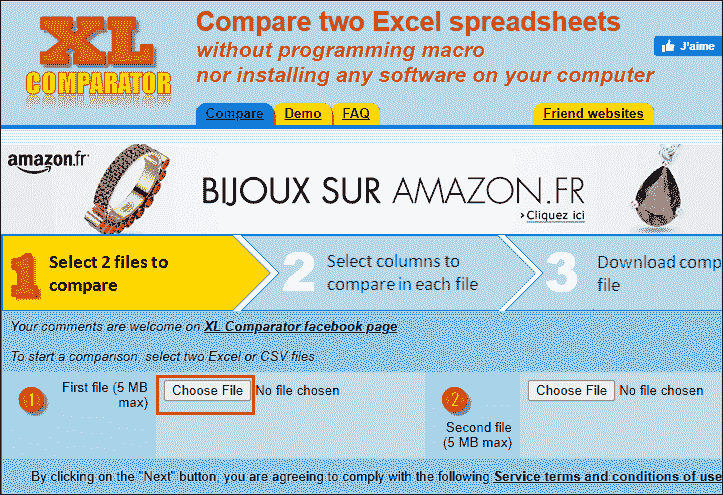 XL
COMPARATOR
Compare two Excel spreadsheets
without programming macro
nor installing any software on your computer
J'aime
Compare
Demo
FAQ
Friend websites
amazon.fr
BIJOUX SUR AMAZON.FR
›Cliquez ici
1
Select 2 files to
compare
2
Select columns to
compare in each file
3
Download comp
file
Your comments are welcome on XL Comparator facebook page
To start a comparison, select two Excel or CSV files
1
First file (5 MB
max)
Choose File
No file chosen
2
Second file
(5 MB max)
Choose File
No file chosen
By clicking on the "Next" button, you are agreeing to comply with the following Service terms and conditions of use